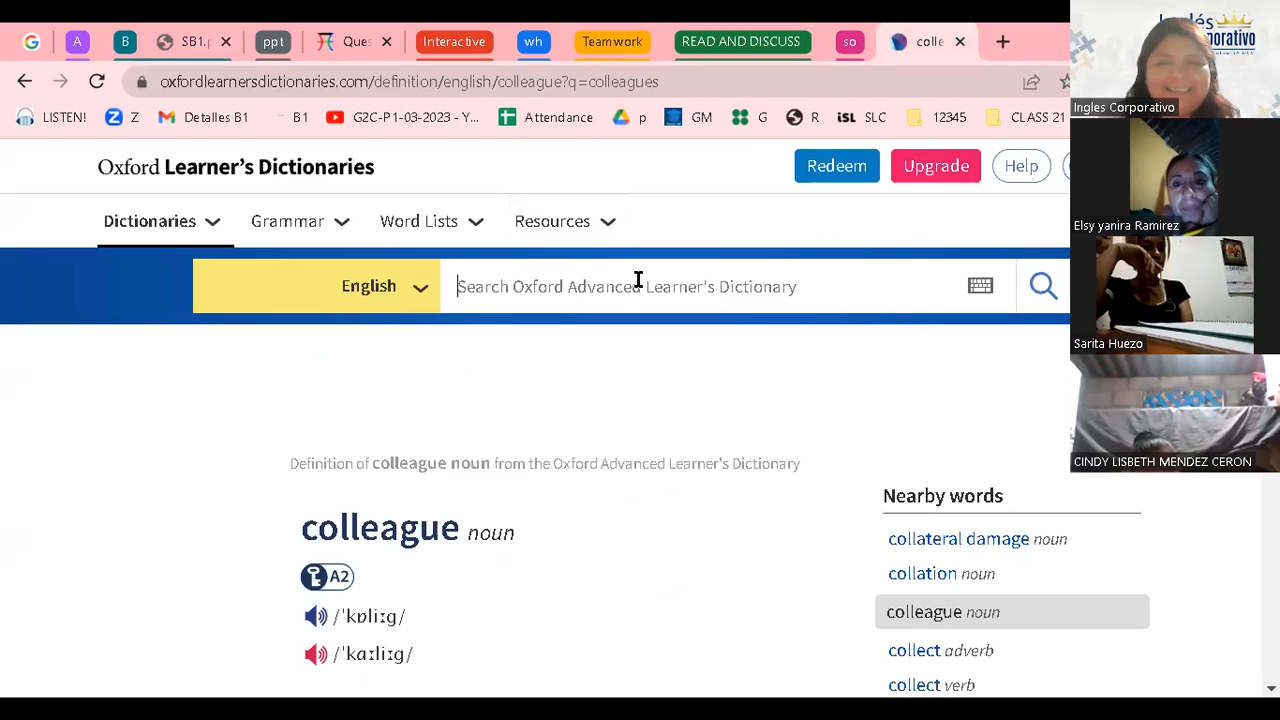 A B SB1.p ppt Ques Interactive wh Teamwork READ AND DISCUSS so colle
oxfordlearnersdictionaries.com/definition/english/colleague?q=colleagues
LISTEN! Z Detalles B1 B1 G2C-P1-03-2023 - Y... Attendance p GM G R iSL SLC 12345 CLASS 21
Oxford Learner's Dictionaries
Redeem Upgrade Help
Dictionaries Grammar Word Lists Resources
English Search Oxford Advanced Learner's Dictionary
Definition of colleague noun from the Oxford Advanced Learner's Dictionary
colleague noun
A2
/ˈkɒliːɡ/
/ˈkɑːliːɡ/
Nearby words
collateral damage noun
collation noun
colleague noun
collect adverb
collect verb
Ingles Corporativo
Elsy yanira Ramirez
Sarita Huezo
CINDY LISBETH MENDEZ CERON